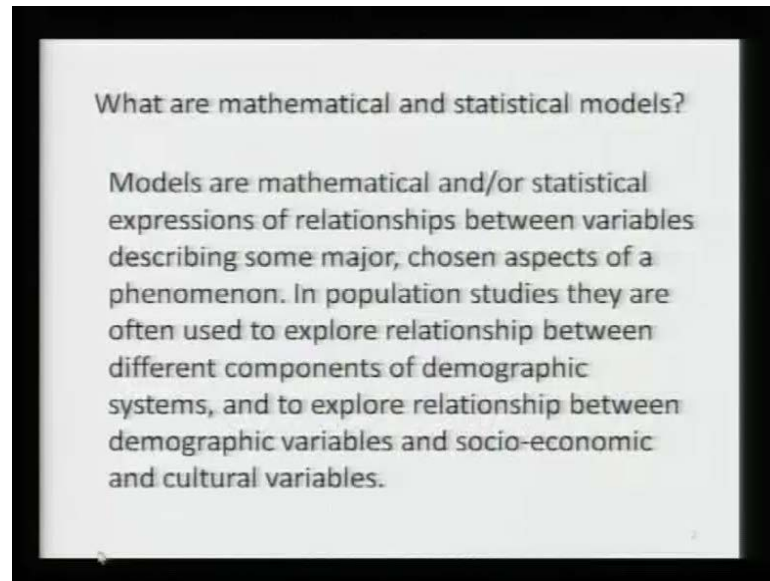 What are mathematical and statistical models?
Models are mathematical and/or statistical
expressions of relationships between variables
describing some major, chosen aspects of a
phenomenon. In population studies they are
often used to explore relationship between
different components of demographic
systems, and to explore relationship between
demographic variables and socio-economic
and cultural variables.